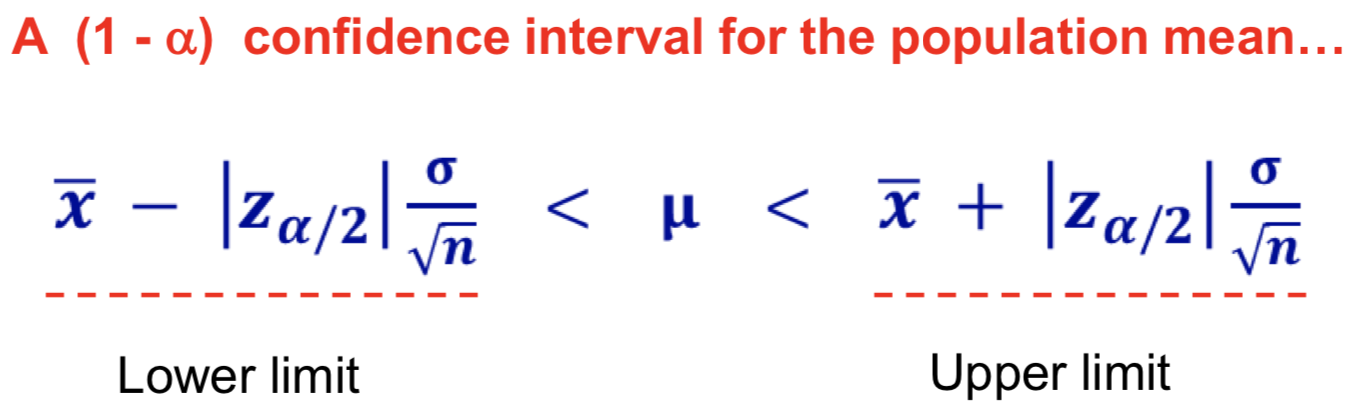 A (1 - α) confidence interval for the population mean…
x̅ − |z_{α/2}| σ/√n < μ < x̅ + |z_{α/2}| σ/√n
Lower limit Upper limit